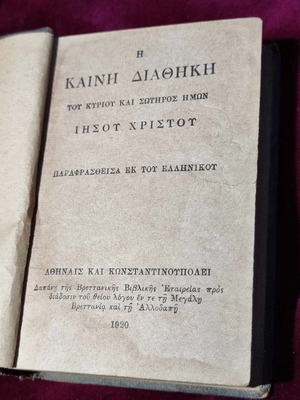 Η
ΚΑΙΝΗ ΔΙΑΘΗΚΗ
ΤΟΥ ΚΥΡΙΟΥ ΚΑΙ ΣΩΤΗΡΟΣ ΗΜΩΝ
ΙΗΣΟΥ ΧΡΙΣΤΟΥ
ΠΑΡΑΦΡΑΣΘΕΙΣΑ ΕΚ ΤΟΥ ΕΛΛΗΝΙΚΟΥ
ΑΘΗΝΑΙΣ ΚΑΙ ΚΩΝΣΤΑΝΤΙΝΟΥΠΟΛΕΙ
Δαπάνῃ τῆς Βρεττανικῆς Βιβλικῆς Ἑταιρείας πρὸς
διάδοσιν τοῦ θείου λόγου ἔν τε τῇ Μεγάλῃ
Βρεττανίᾳ καὶ τῇ Ἀλλοδαπῇ
1920